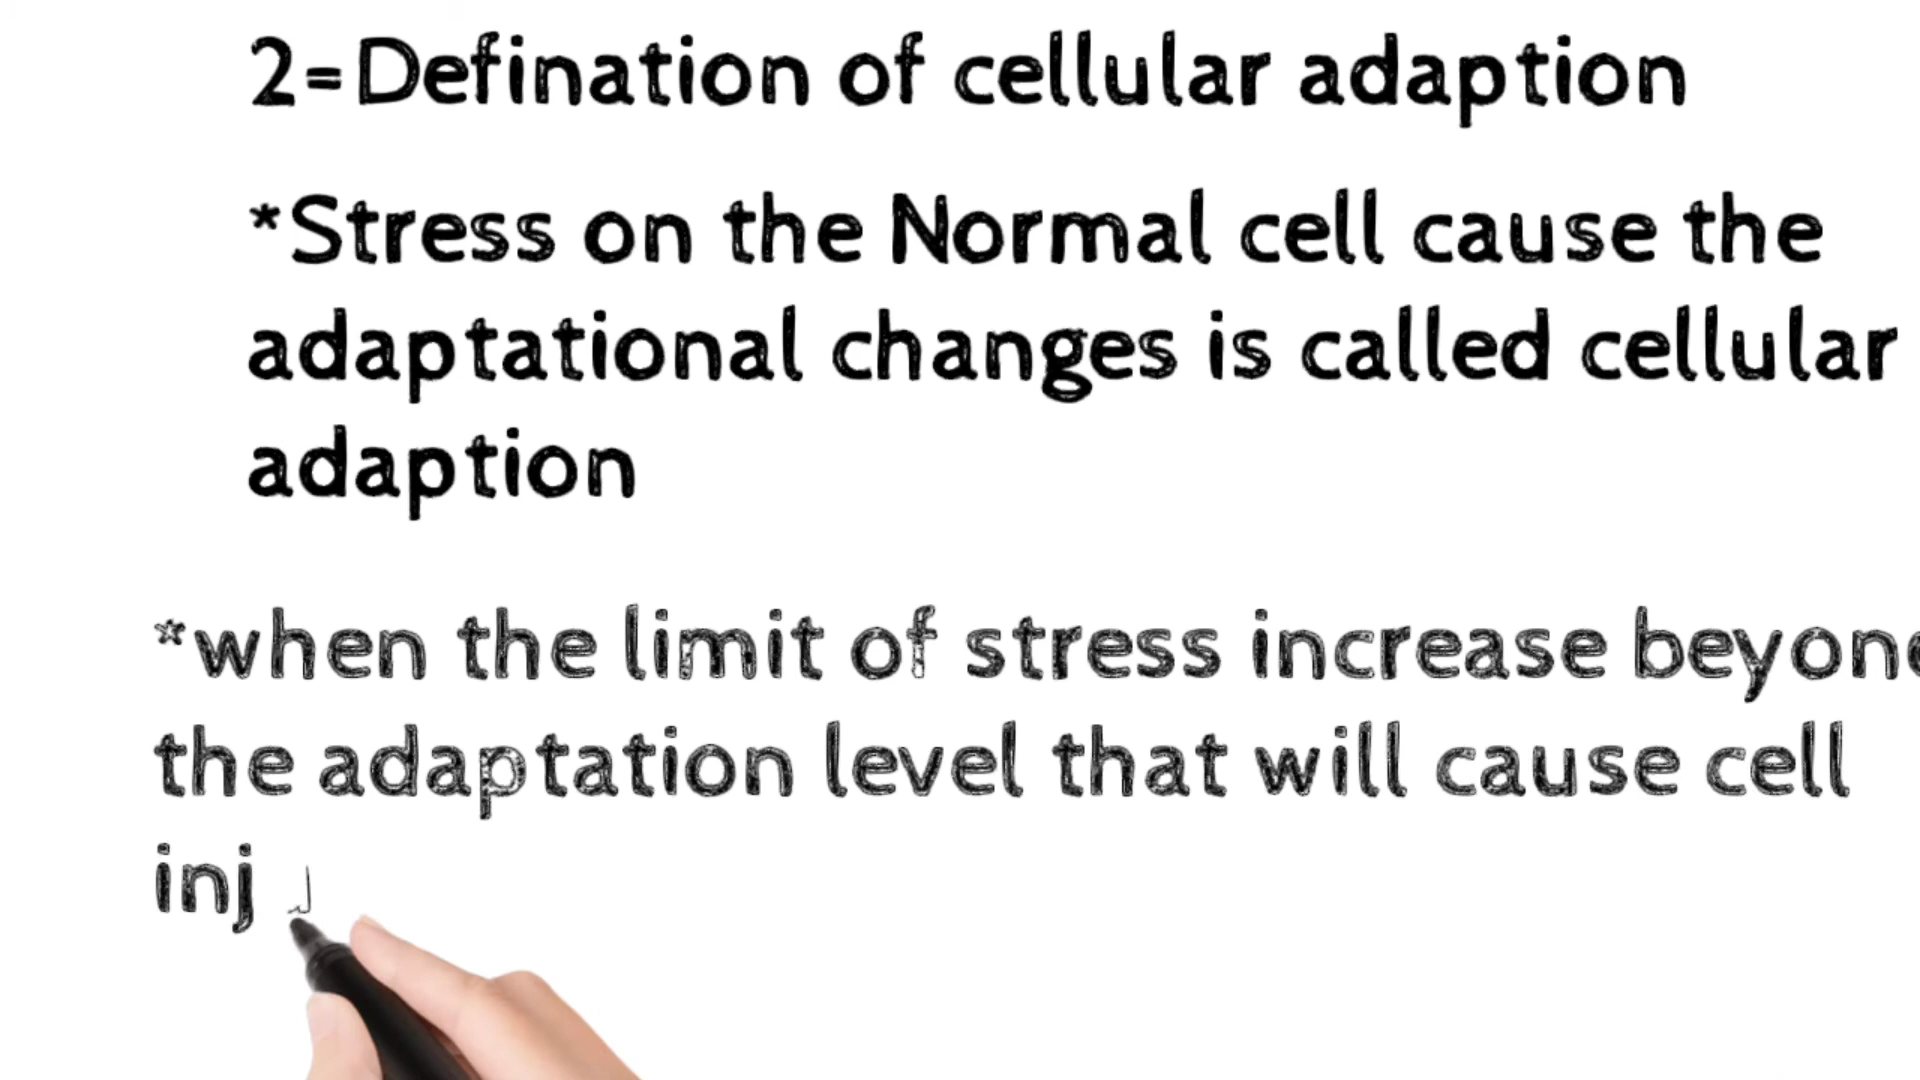 2=Defination of cellular adaption
*Stress on the Normal cell cause the
adaptational changes is called cellular
adaption
*when the limit of stress increase beyond
the adaptation level that will cause cell
inj